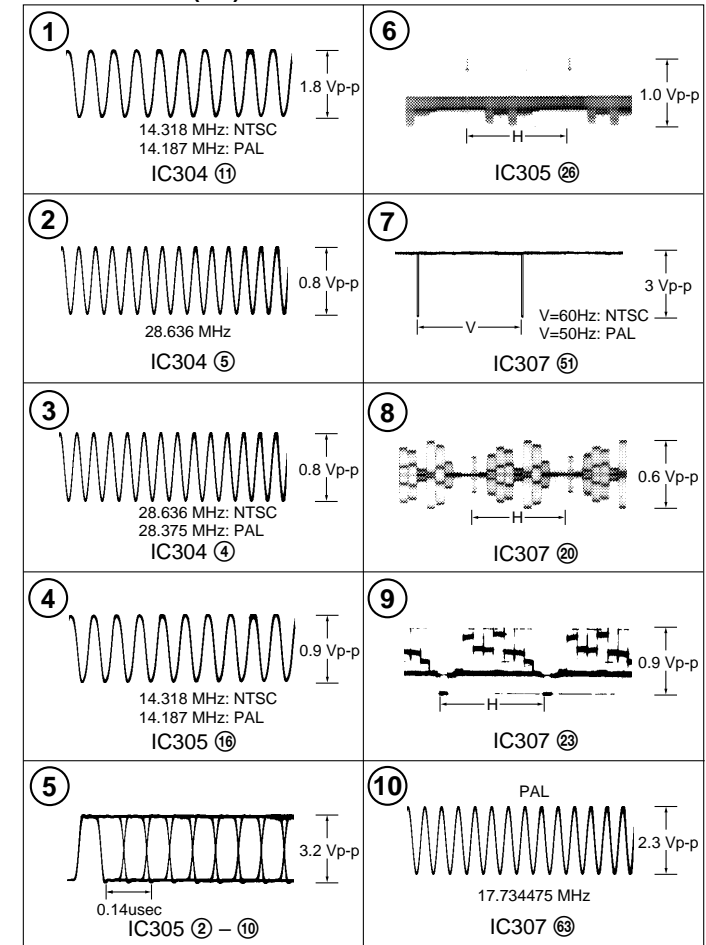 ①
1.8 Vp-p
14.318 MHz: NTSC
14.187 MHz: PAL
IC304 ⑪
②
0.8 Vp-p
28.636 MHz
IC304 ⑤
③
0.8 Vp-p
28.636 MHz: NTSC
28.375 MHz: PAL
IC304 ④
④
0.9 Vp-p
14.318 MHz: NTSC
14.187 MHz: PAL
IC305 ⑯
⑤
3.2 Vp-p
0.14usec
IC305 ② – ⑩
⑥
1.0 Vp-p
H
IC305 ㉖
⑦
3 Vp-p
V
V=60Hz: NTSC
V=50Hz: PAL
IC307 51
⑧
0.6 Vp-p
H
IC307 ⑳
⑨
0.9 Vp-p
H
IC307 ㉓
⑩
PAL
2.3 Vp-p
17.734475 MHz
IC307 63